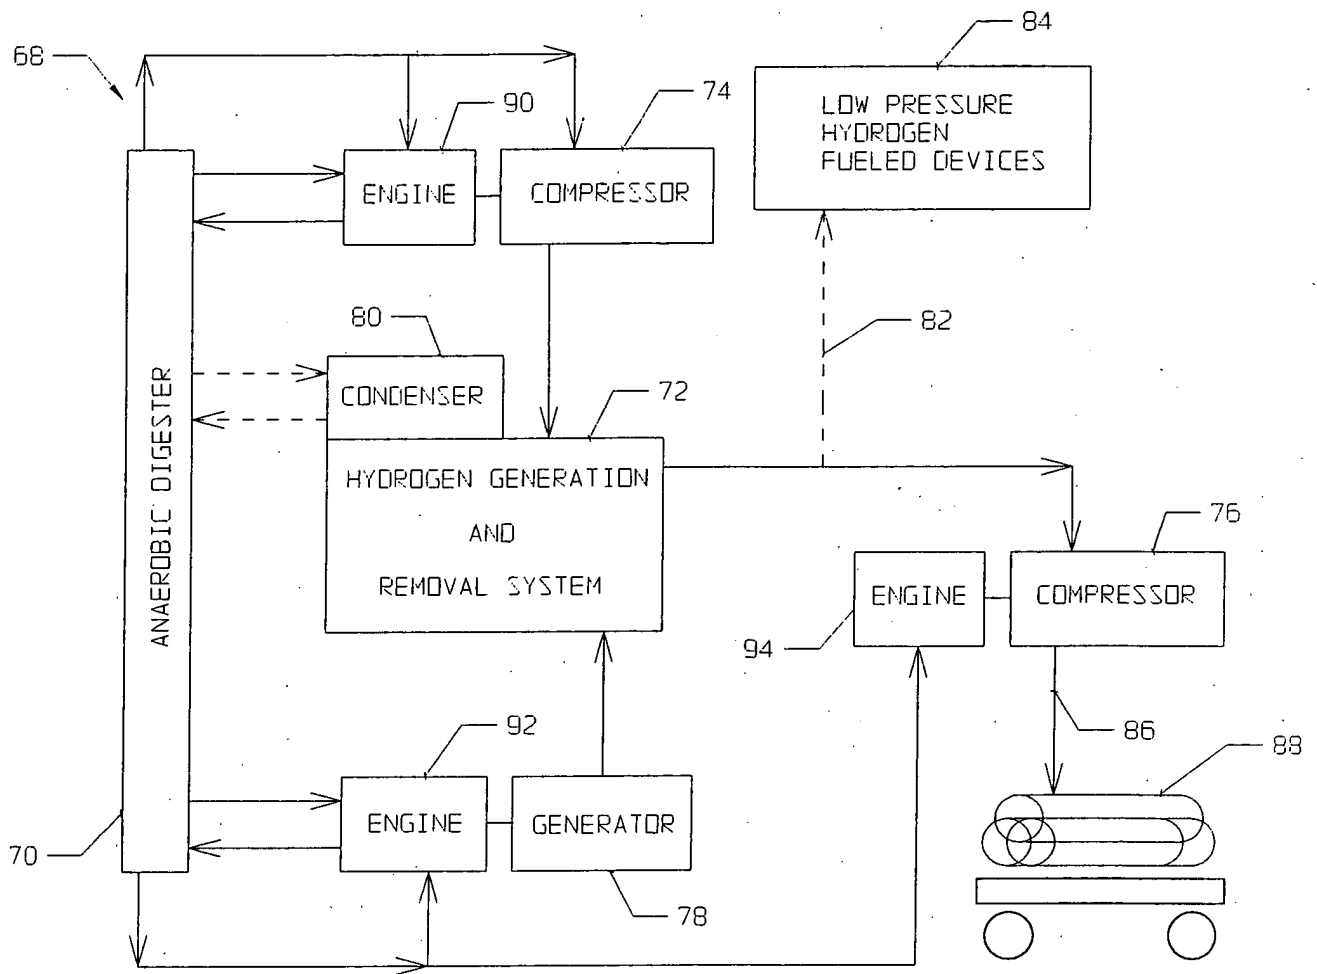 84
68
74
90
LOW PRESSURE
HYDROGEN
FUELED DEVICES
ENGINE
COMPRESSOR
80
82
CONDENSER
72
ANAEROBIC DIGESTER
HYDROGEN GENERATION
AND
REMOVAL SYSTEM
76
ENGINE
COMPRESSOR
94
92
86
88
ENGINE
GENERATOR
70
78